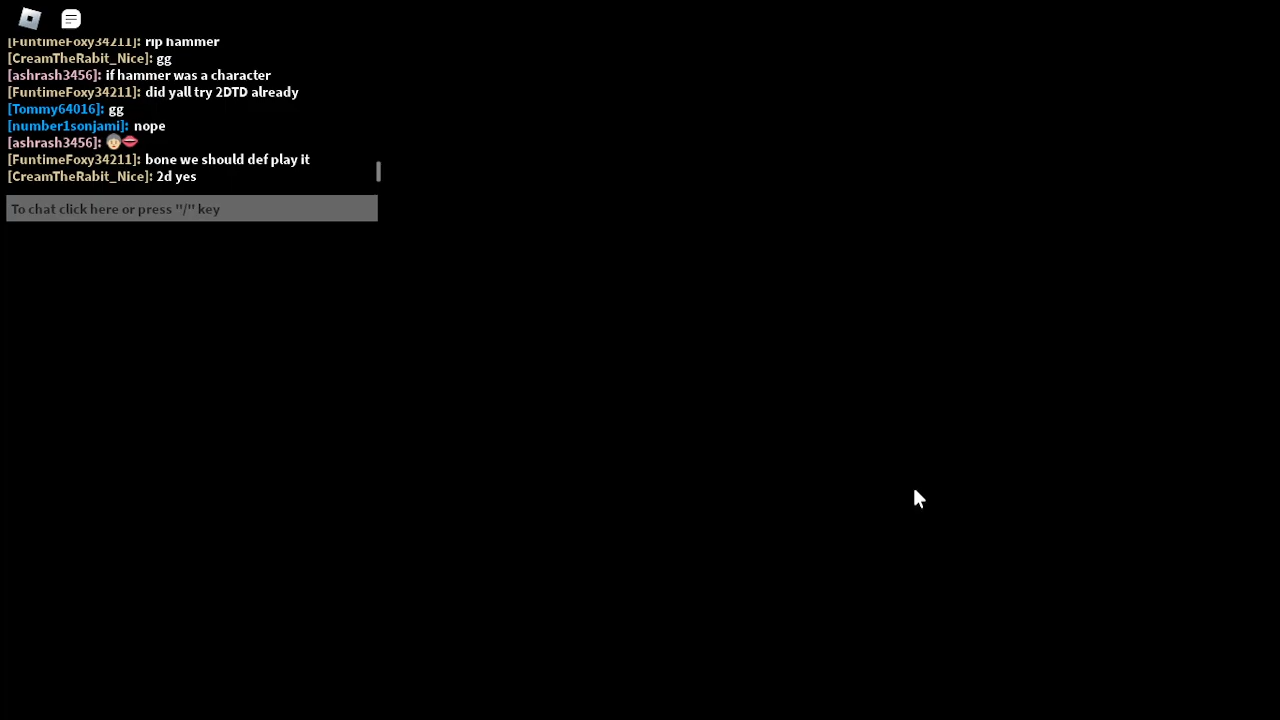 [FuntimeFoxy34211]: rip hammer
[CreamTheRabit_Nice]: gg
[ashrash3456]: if hammer was a character
[FuntimeFoxy34211]: did yall try 2DTD already
[Tommy64016]: gg
[number1sonjami]: nope
[ashrash3456]: 👵👄
[FuntimeFoxy34211]: bone we should def play it
[CreamTheRabit_Nice]: 2d yes
To chat click here or press "/" key